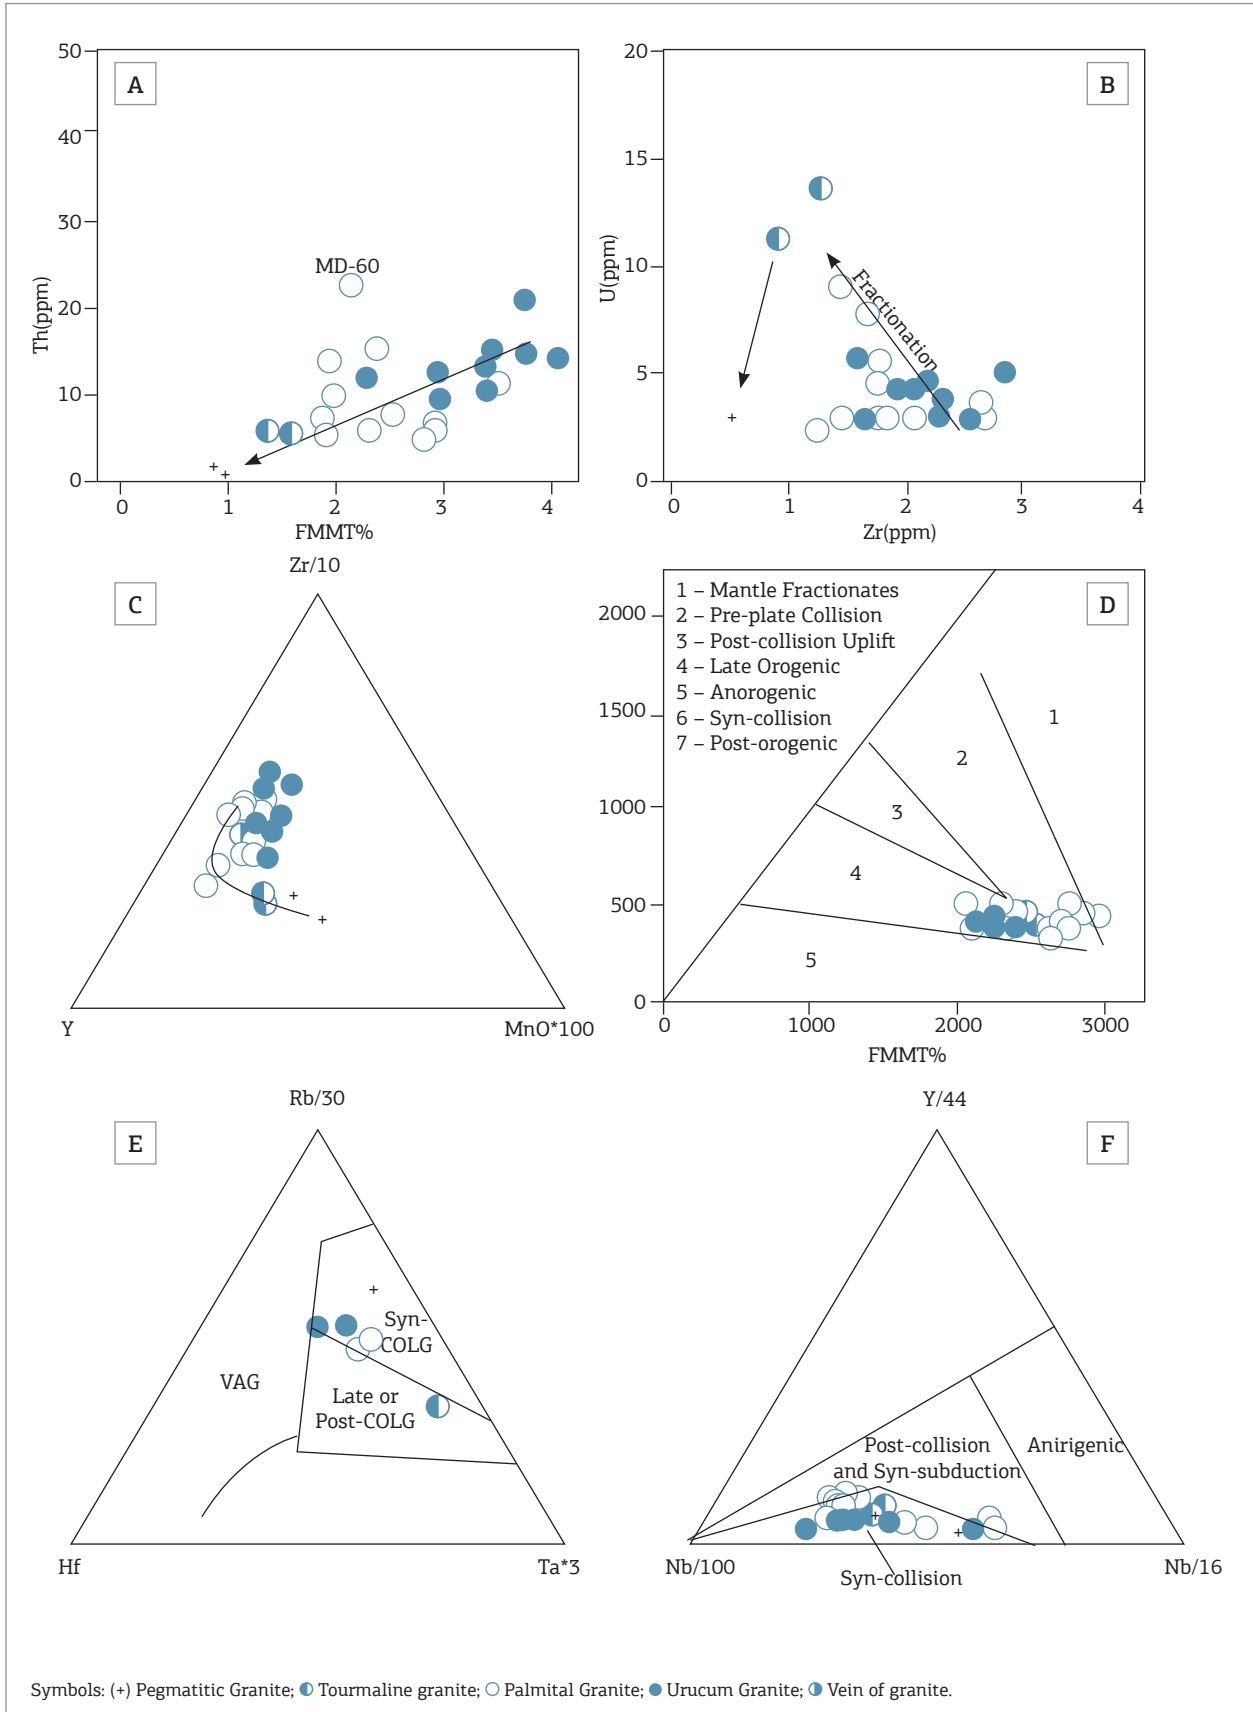 50
A
40
30
MD-60
Th(ppm)
20
10
0
0 1 2 3 4
FMMT%
20
B
15
U(ppm)
10
Fractionation
5
0
0 1 2 3 4
Zr(ppm)
Zr/10
C
Y
MnO*100
1 – Mantle Fractionates
2 – Pre-plate Collision
3 – Post-collision Uplift
4 – Late Orogenic
5 – Anorogenic
6 – Syn-collision
7 – Post-orogenic
D
2000
1500
1000
500
0
1
2
3
4
5
0 1000 2000 3000
FMMT%
Rb/30
E
Syn-
COLG
VAG
Late or
Post-COLG
Hf
Ta*3
Y/44
F
Post-collision
and Syn-subduction
Anirigenic
Nb/100
Nb/16
Syn-collision
Symbols: (+) Pegmatitic Granite; Tourmaline granite; Palmital Granite; Urucum Granite; Vein of granite.